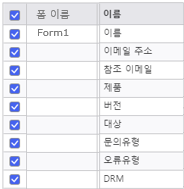 폼 이름 이름
Form1 이름
이메일 주소
참조 이메일
제품
버전
대상
문의유형
오류유형
DRM